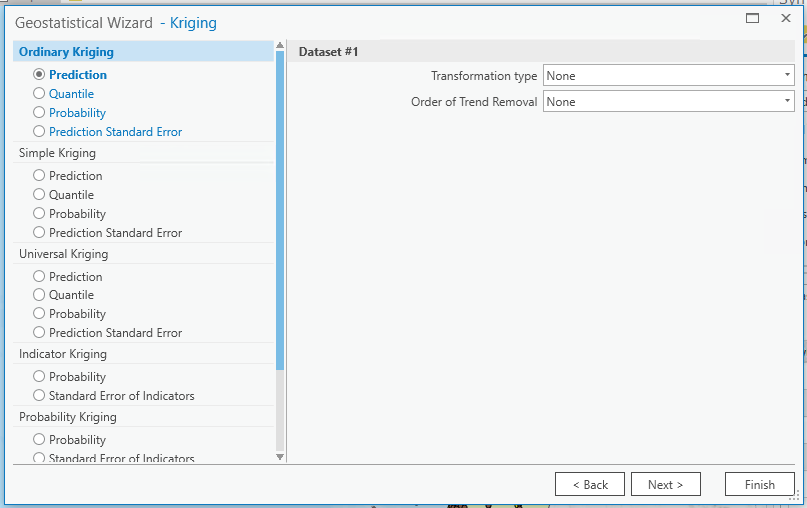 Geostatistical Wizard - Kriging
Ordinary Kriging
Prediction
Quantile
Probability
Prediction Standard Error
Simple Kriging
Prediction
Quantile
Probability
Prediction Standard Error
Universal Kriging
Prediction
Quantile
Probability
Prediction Standard Error
Indicator Kriging
Probability
Standard Error of Indicators
Probability Kriging
Probability
Standard Error of Indicators
Dataset #1
Transformation type None
Order of Trend Removal None
< Back Next > Finish